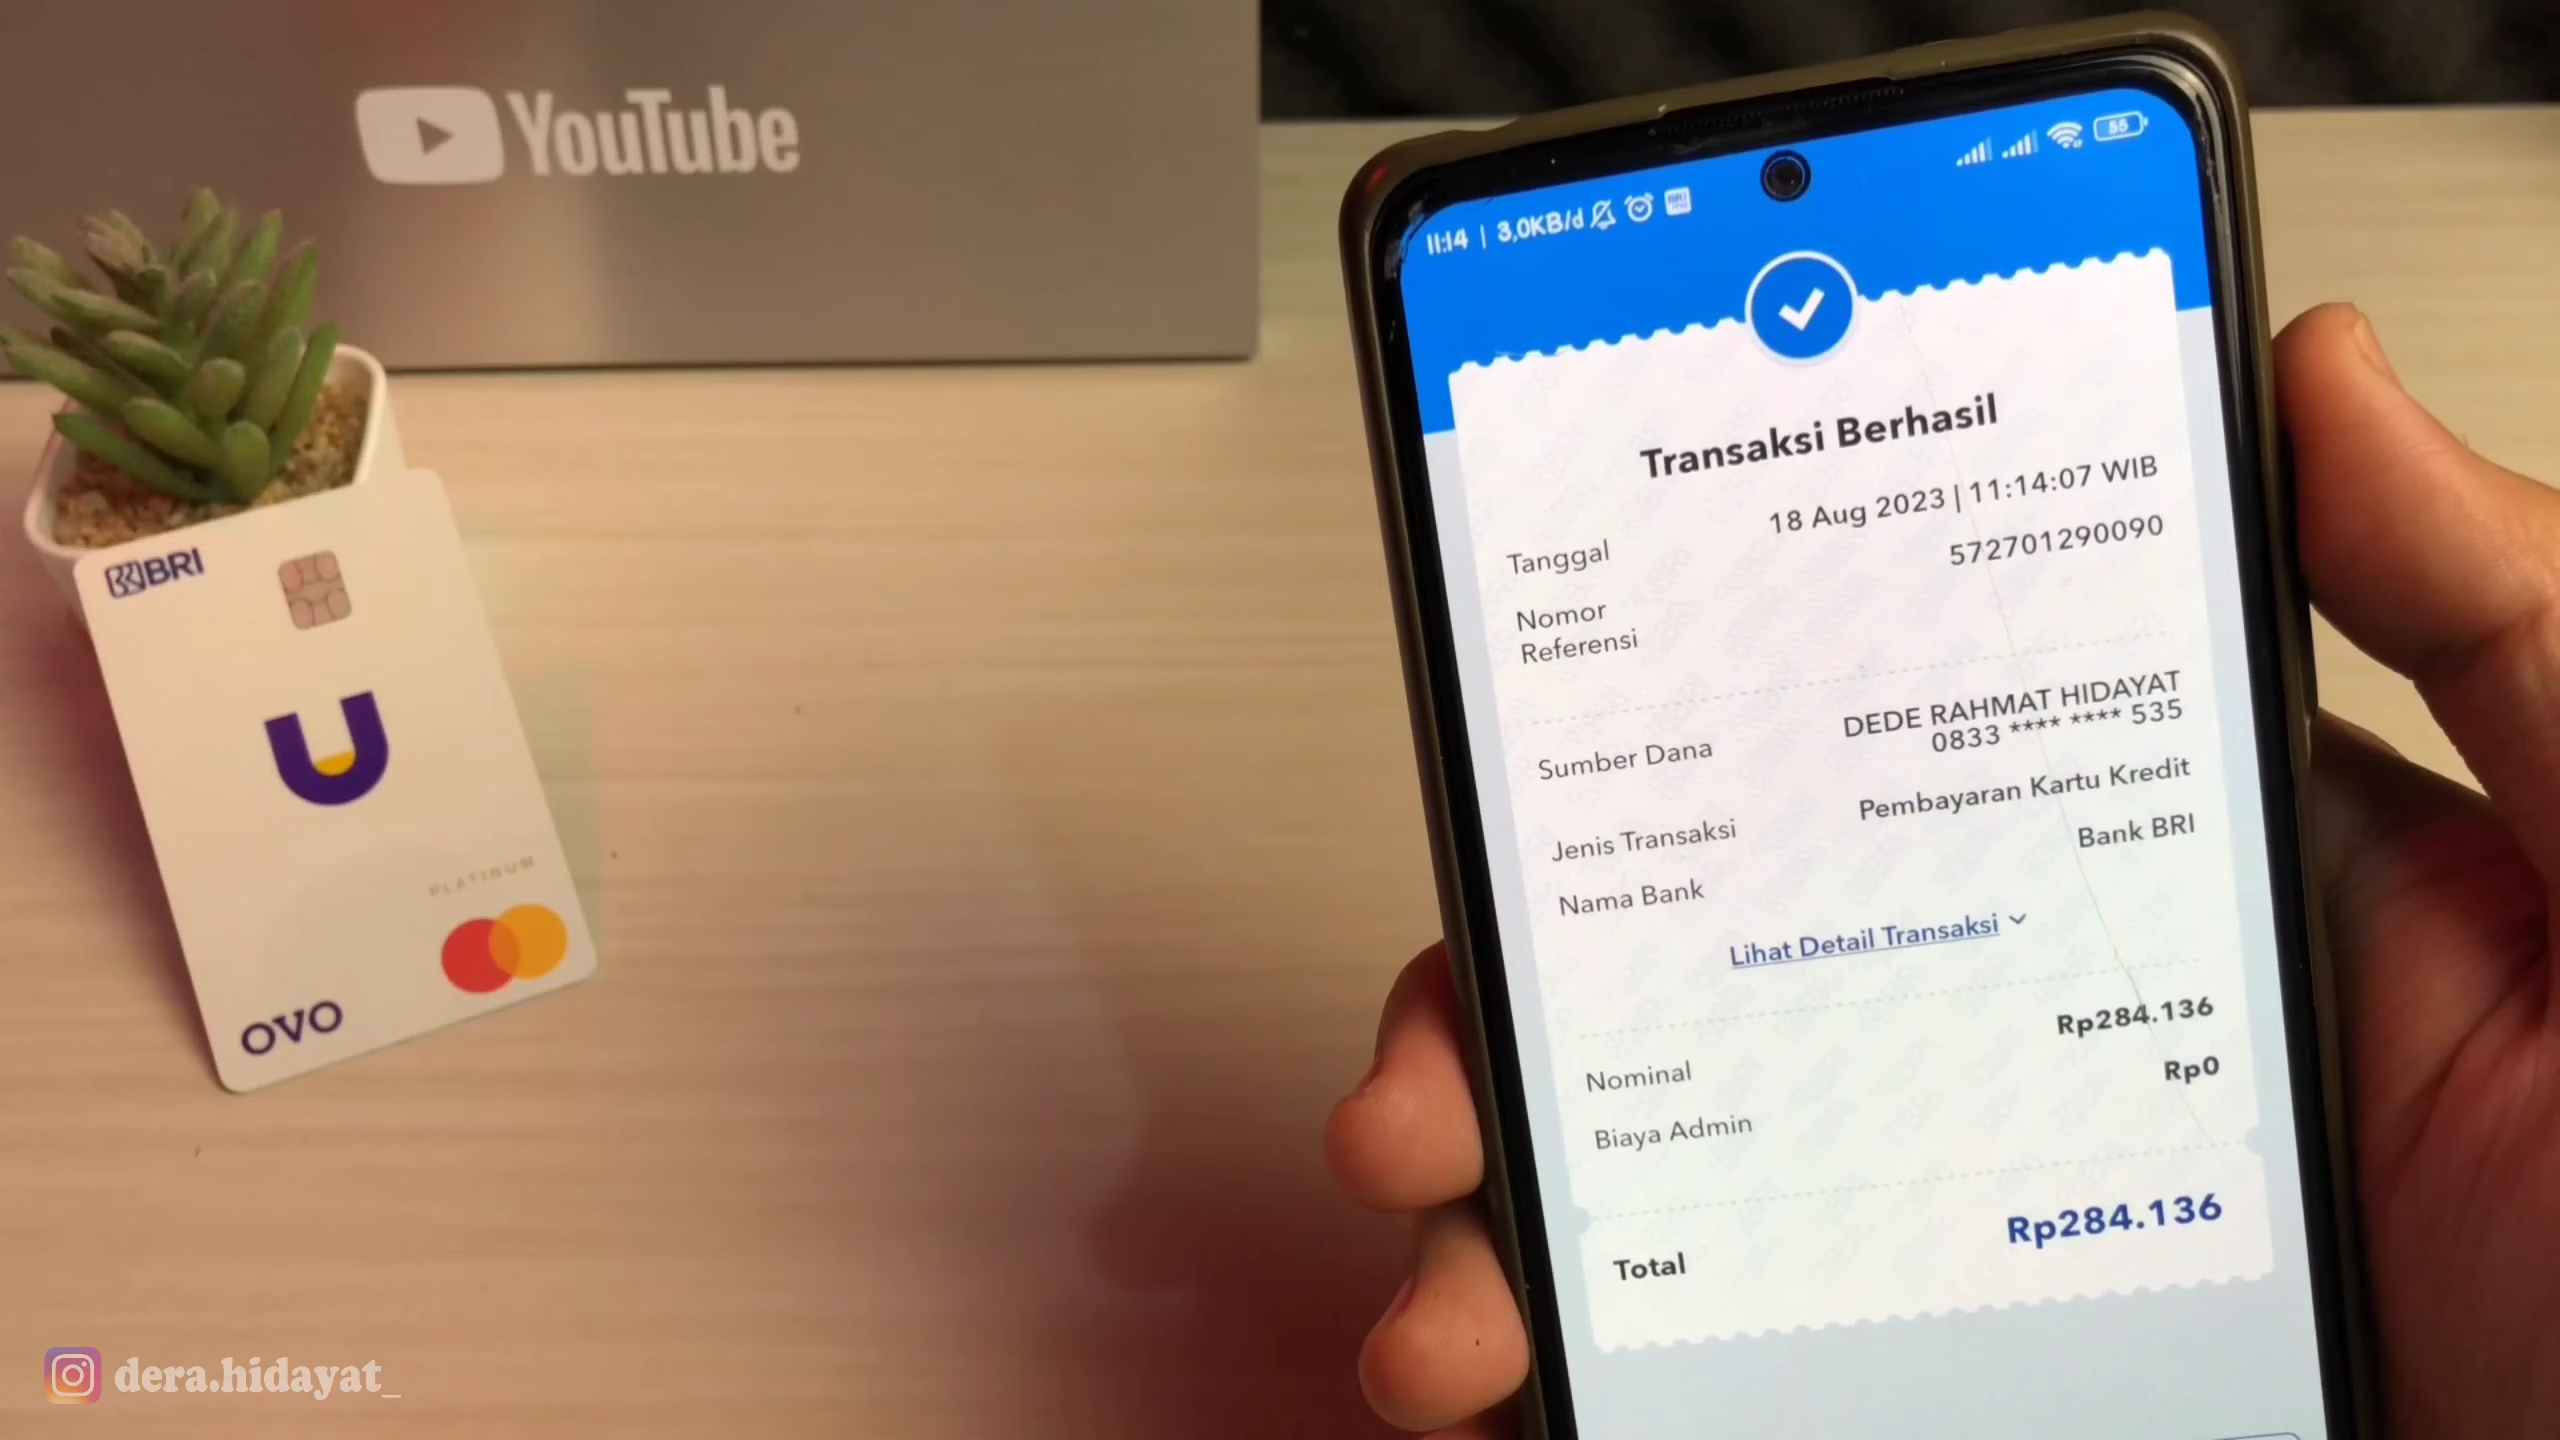 YouTube
BRI
PLATINUM
OVO
dera.hidayat_
11:14 | 3,0KB/d
BRI
55
Transaksi Berhasil
Tanggal 18 Aug 2023 | 11:14:07 WIB
Nomor Referensi 572701290090
Sumber Dana DEDE RAHMAT HIDAYAT
0833 **** **** 535
Jenis Transaksi Pembayaran Kartu Kredit
Nama Bank Bank BRI
Lihat Detail Transaksi
Nominal Rp284.136
Biaya Admin Rp0
Total Rp284.136